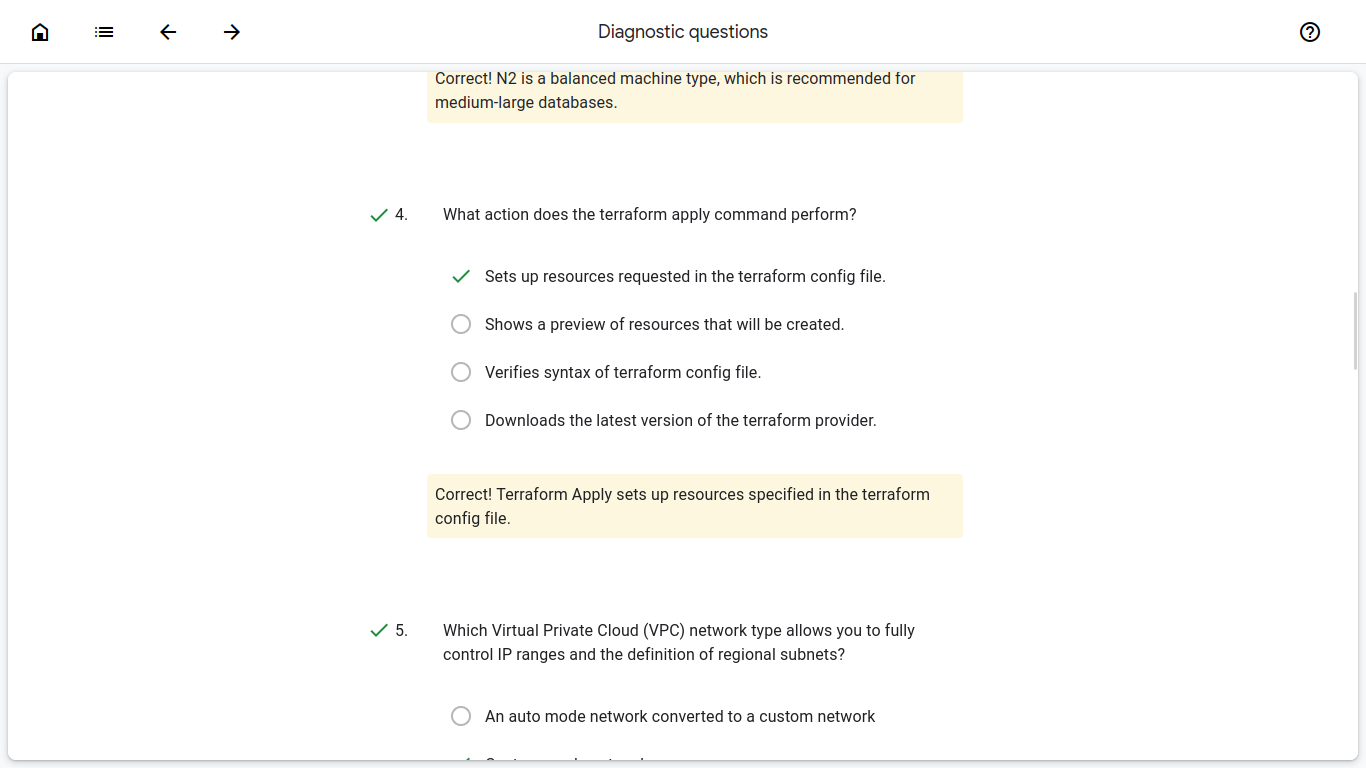 Diagnostic questions
Correct! N2 is a balanced machine type, which is recommended for
medium-large databases.
4. What action does the terraform apply command perform?
Sets up resources requested in the terraform config file.
Shows a preview of resources that will be created.
Verifies syntax of terraform config file.
Downloads the latest version of the terraform provider.
Correct! Terraform Apply sets up resources specified in the terraform
config file.
5. Which Virtual Private Cloud (VPC) network type allows you to fully
control IP ranges and the definition of regional subnets?
An auto mode network converted to a custom network